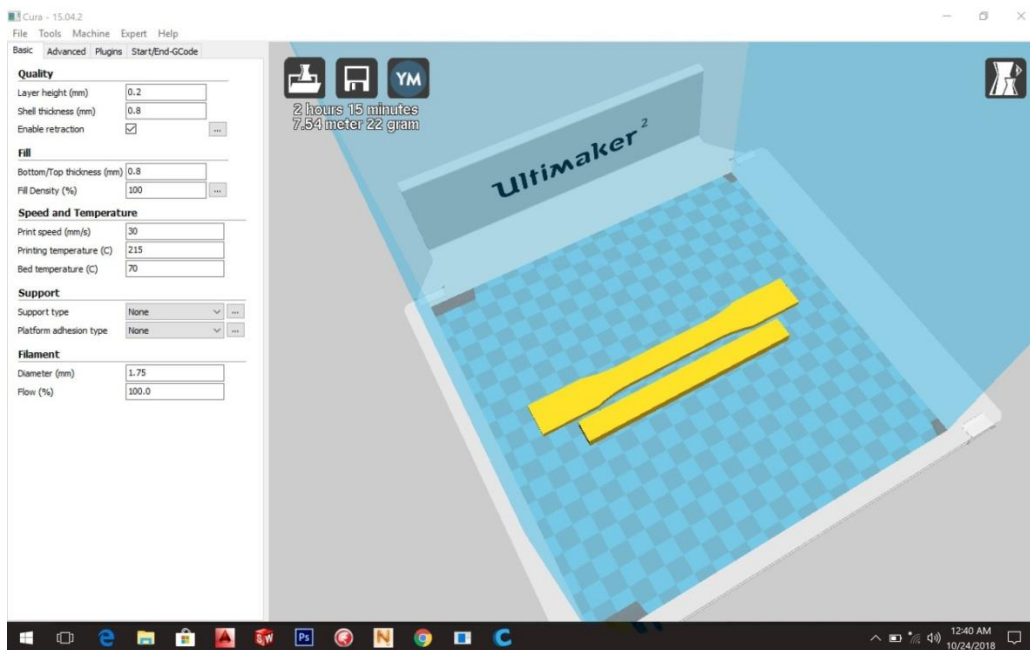 Cura - 15.04.2
File Tools Machine Expert Help
Basic Advanced Plugins Start/End-GCode
Quality
Layer height (mm) 0.2
Shell thickness (mm) 0.8
Enable retraction ...
Fill
Bottom/Top thickness (mm) 0.8
Fill Density (%) 100 ...
Speed and Temperature
Print speed (mm/s) 30
Printing temperature (C) 215
Bed temperature (C) 70
Support
Support type None ...
Platform adhesion type None ...
Filament
Diameter (mm) 1.75
Flow (%) 100.0
YM
2 hours 15 minutes
7.54 meter 22 gram
Ultimaker 2
SW Ps N
12:40 AM
10/24/2018